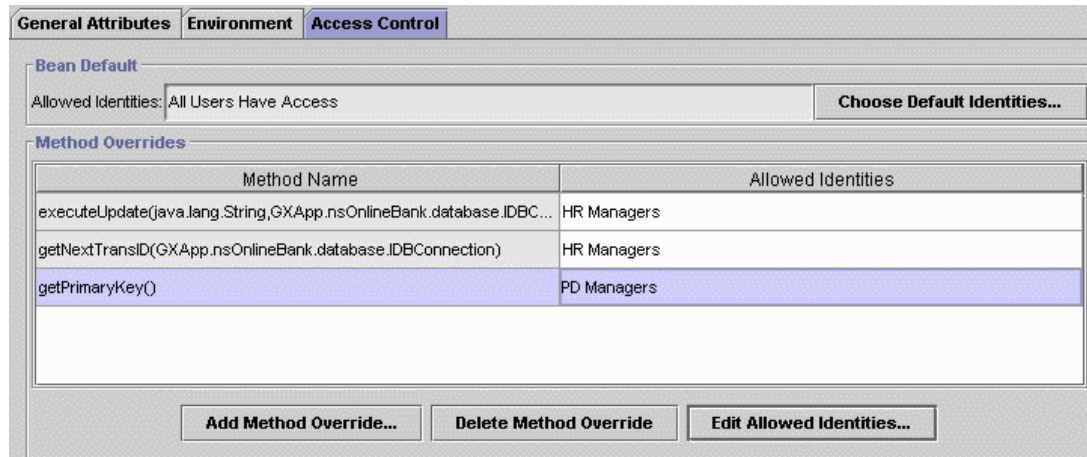 General Attributes Environment Access Control
Bean Default
Allowed Identities: All Users Have Access Choose Default Identities...
Method Overrides
Method Name Allowed Identities
executeUpdate(java.lang.String,GXApp.nsOnlineBank.database.IDBC... HR Managers
getNextTransID(GXApp.nsOnlineBank.database.IDBConnection) HR Managers
getPrimaryKey() PD Managers
Add Method Override... Delete Method Override Edit Allowed Identities...